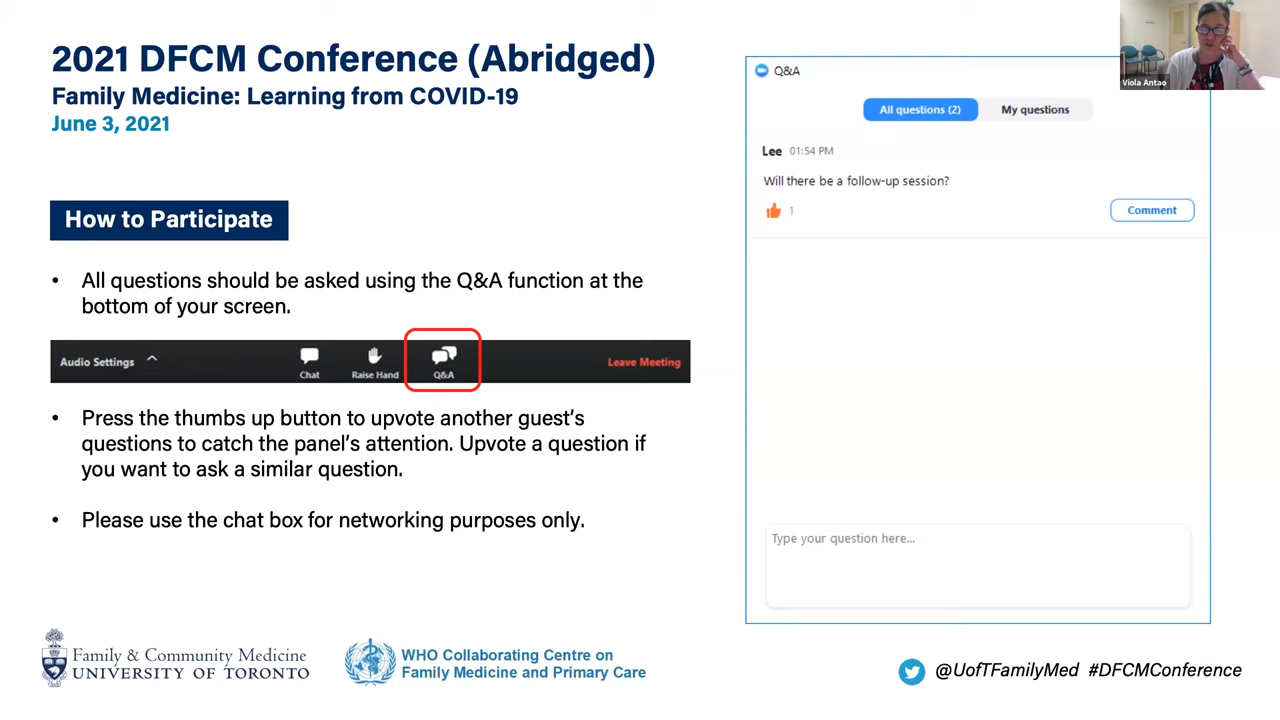 2021 DFCM Conference (Abridged)
Family Medicine: Learning from COVID-19
June 3, 2021
How to Participate
• All questions should be asked using the Q&A function at the
bottom of your screen.
Audio Settings
Chat
Raise Hand
Q&A
Leave Meeting
• Press the thumbs up button to upvote another guest's
questions to catch the panel's attention. Upvote a question if
you want to ask a similar question.
• Please use the chat box for networking purposes only.
Family & Community Medicine
UNIVERSITY OF TORONTO
WHO Collaborating Centre on
Family Medicine and Primary Care
Q&A
All questions (2)
My questions
Lee 01:54 PM
Will there be a follow-up session?
1
Comment
Type your question here...
@UofTFamilyMed #DFCMConference
Viola Antao